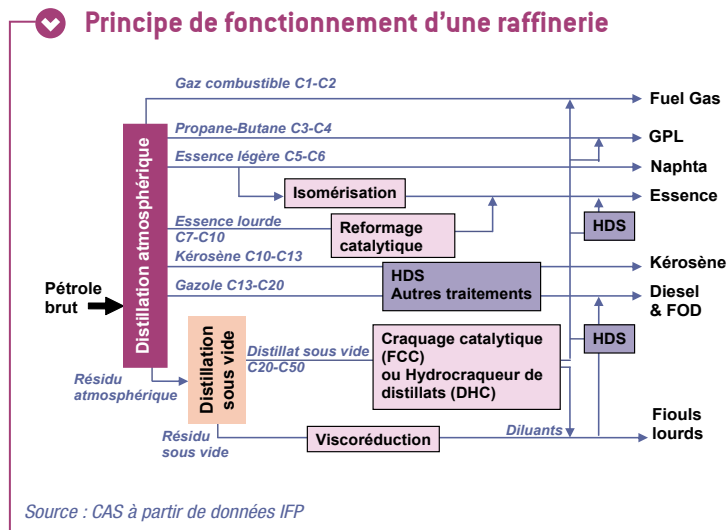 Principe de fonctionnement d'une raffinerie
Gaz combustible C1-C2
Fuel Gas
Propane-Butane C3-C4
GPL
Essence légère C5-C6
Naphta
Isomérisation
Essence
Essence lourde
C7-C10
Reformage
catalytique
HDS
Kérosène C10-C13
Kérosène
HDS
Autres traitements
Gazole C13-C20
Diesel
& FOD
Pétrole
brut
Distillation atmosphérique
HDS
Distillation
sous vide
Distillat sous vide
C20-C50
Craquage catalytique
(FCC)
ou Hydrocraqueur de
distillats (DHC)
Résidu
atmosphérique
Résidu
sous vide
Viscoréduction
Diluants
Fiouls
lourds
Source : CAS à partir de données IFP